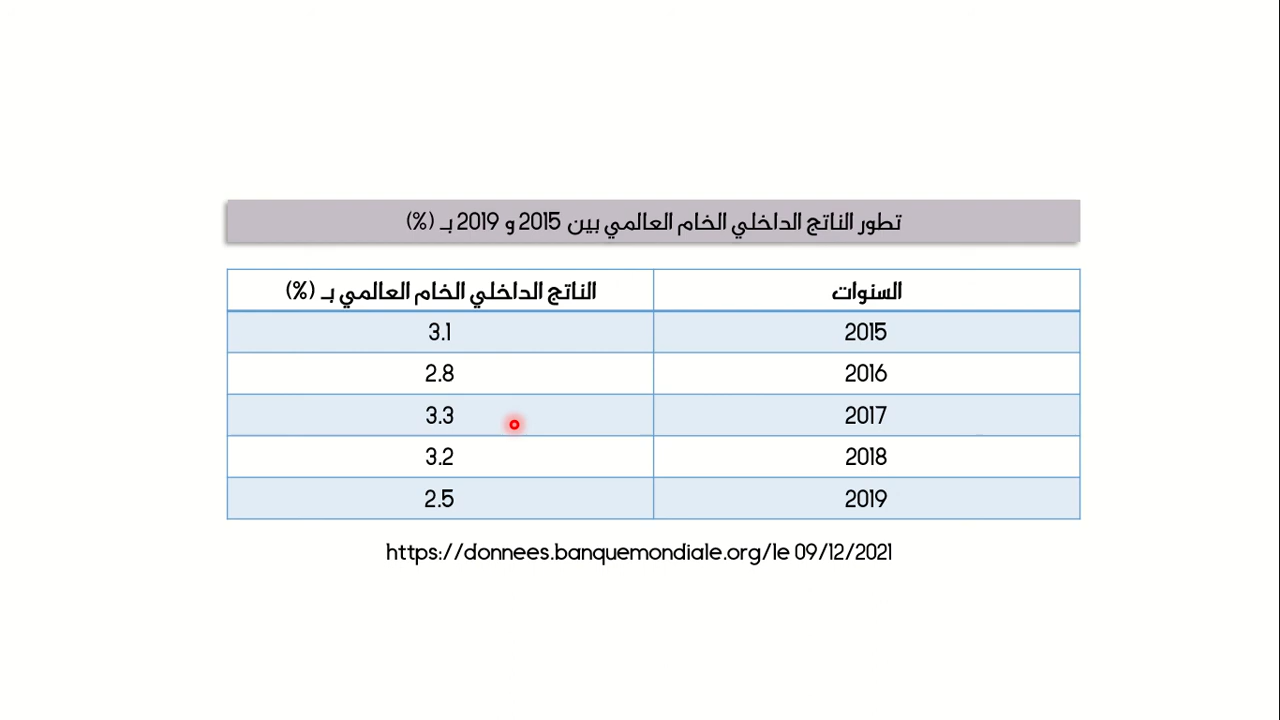 تطور الناتج الداخلي الخام العالمي بين 2015 و 2019 بـ (%)
السنوات الناتج الداخلي الخام العالمي بـ (%)
2015 3.1
2016 2.8
2017 3.3
2018 3.2
2019 2.5
https://donnees.banquemondiale.org/le 09/12/2021